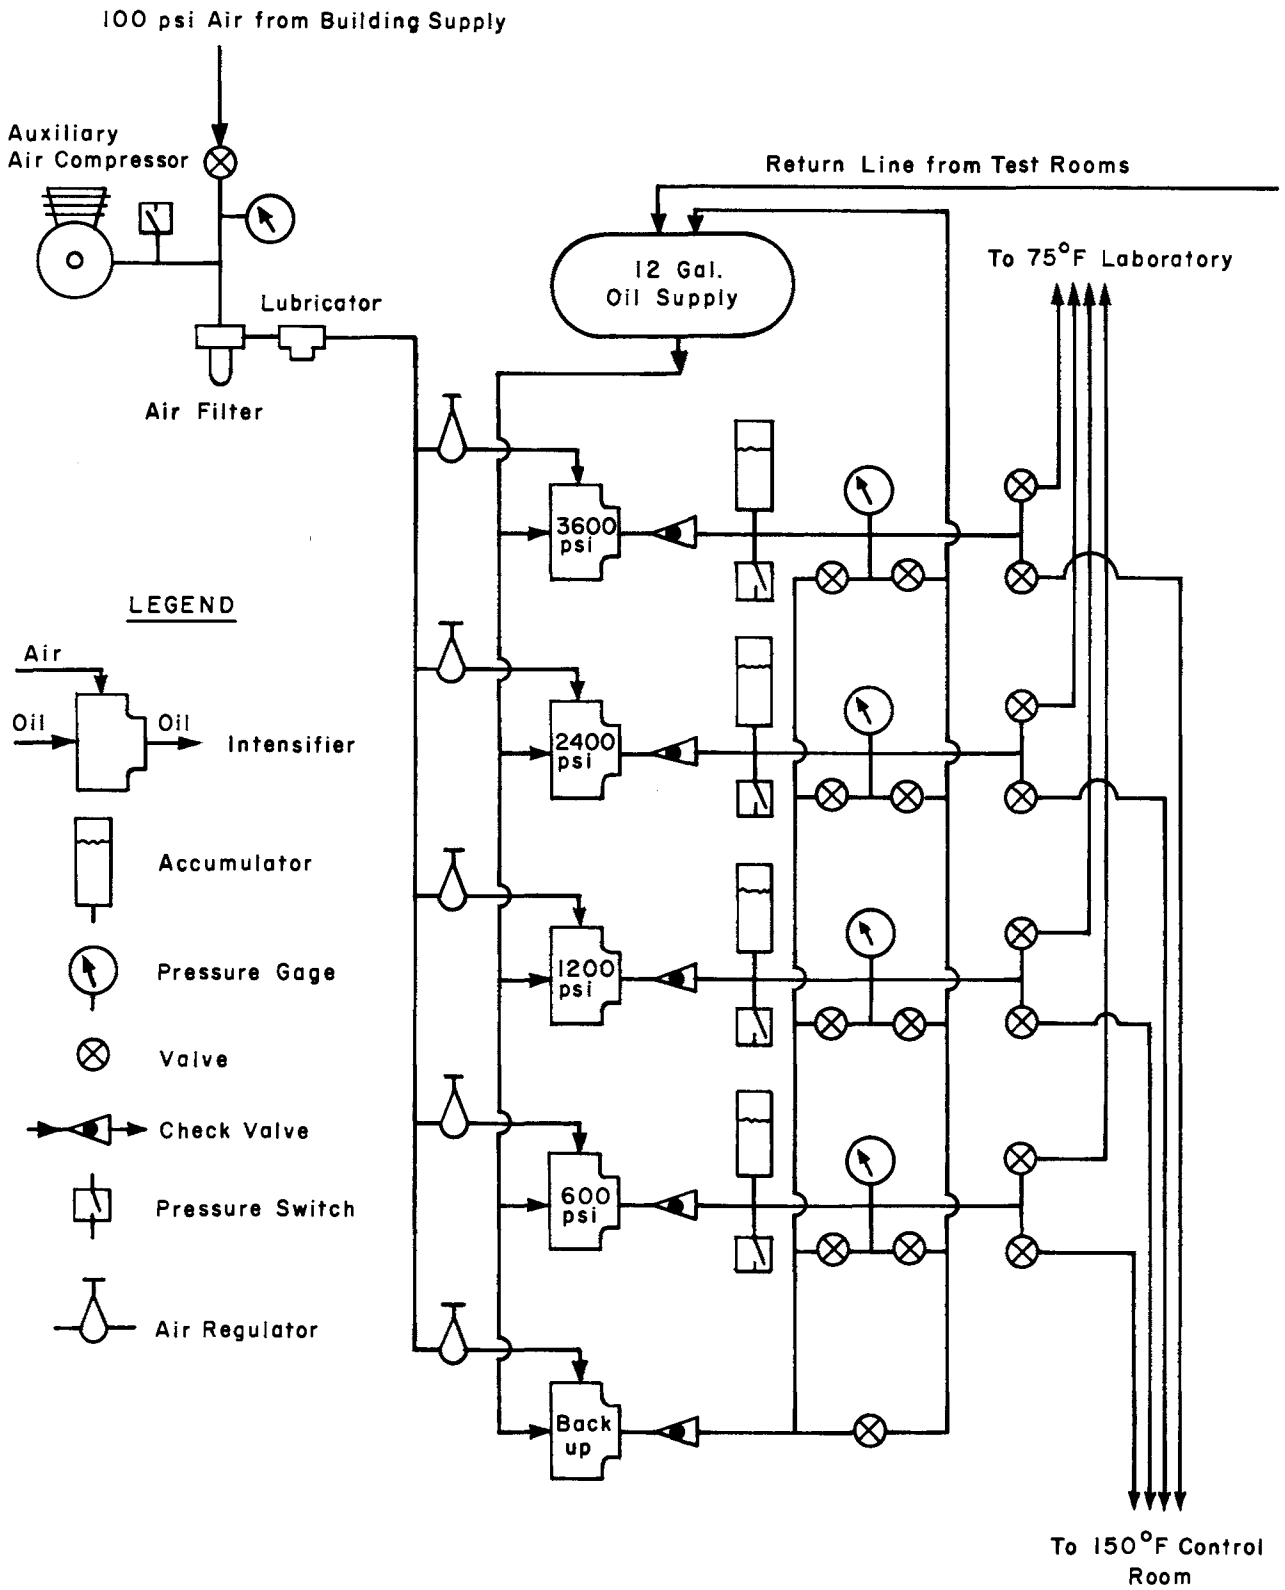 100 psi Air from Building Supply
Auxiliary
Air Compressor
Return Line from Test Rooms
12 Gal.
Oil Supply
To 75°F Laboratory
Lubricator
Air Filter
3600
psi
LEGEND
Air
Oil
Oil
Intensifier
2400
psi
Accumulator
Pressure Gage
1200
psi
Valve
Check Valve
Pressure Switch
600
psi
Air Regulator
Back
up
To 150°F Control
Room